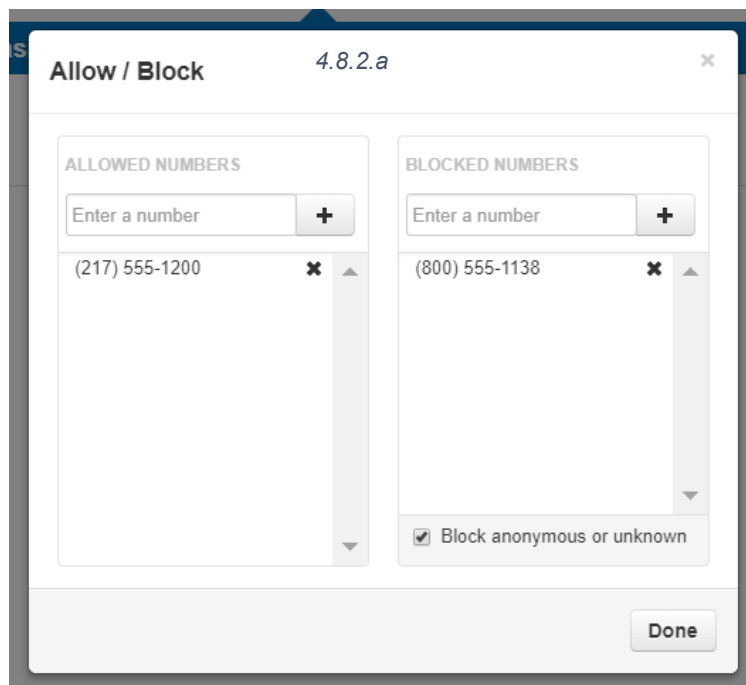 as
Allow / Block
4.8.2.a
×
ALLOWED NUMBERS
Enter a number
+
(217) 555-1200
✖
BLOCKED NUMBERS
Enter a number
+
(800) 555-1138
✖
Block anonymous or unknown
Done